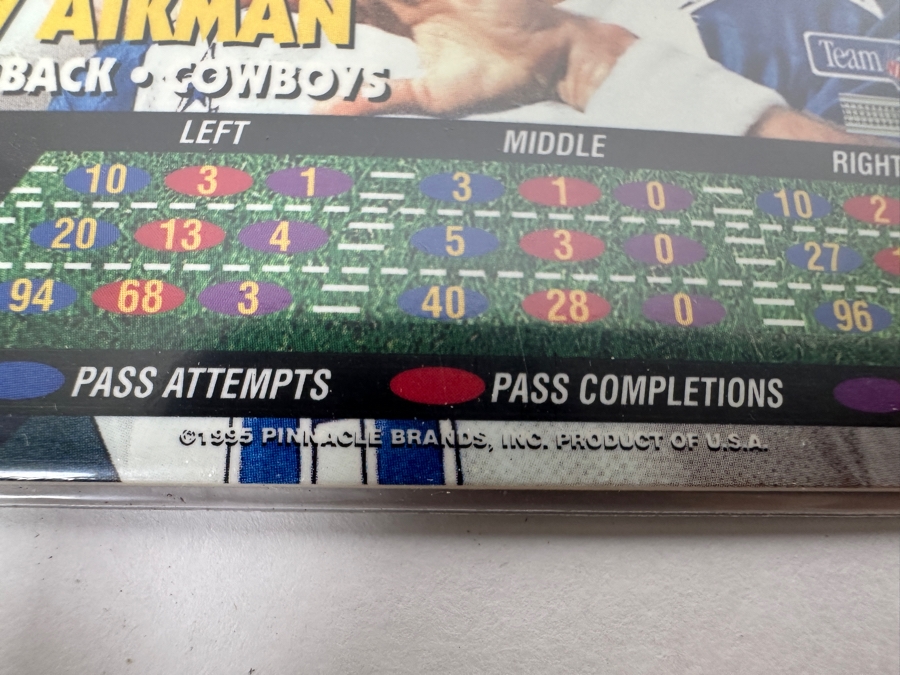 AIKMAN
BACK • COWBOYS
Team
LEFT MIDDLE RIGHT
10 3 1 3 1 0 10 2
20 13 4 5 3 0 27
94 68 3 40 28 0 96
PASS ATTEMPTS PASS COMPLETIONS
©1995 PINNACLE BRANDS, INC. PRODUCT OF U.S.A.